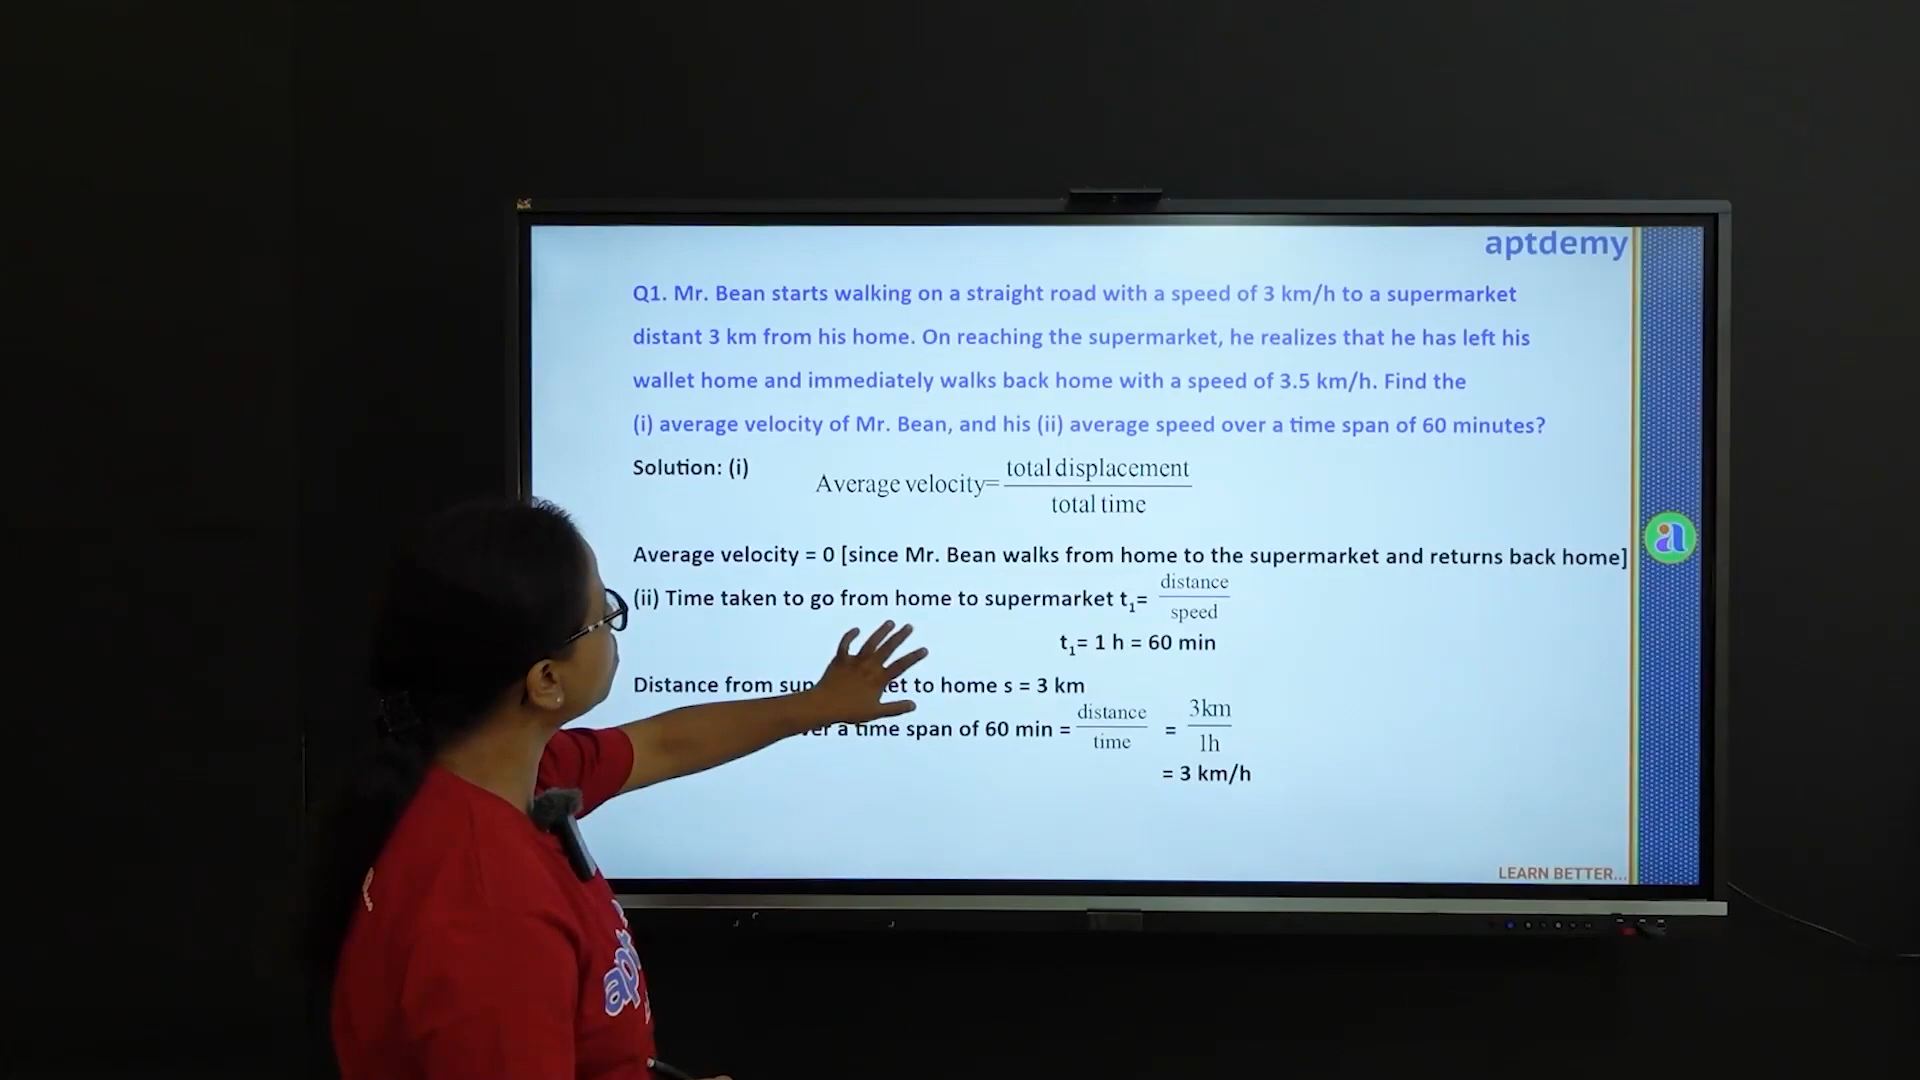 aptdemy
Q1. Mr. Bean starts walking on a straight road with a speed of 3 km/h to a supermarket
distant 3 km from his home. On reaching the supermarket, he realizes that he has left his
wallet home and immediately walks back home with a speed of 3.5 km/h. Find the
(i) average velocity of Mr. Bean, and his (ii) average speed over a time span of 60 minutes?
Solution: (i) Average velocity= total displacement / total time
Average velocity = 0 [since Mr. Bean walks from home to the supermarket and returns back home]
(ii) Time taken to go from home to supermarket t₁= distance / speed
t₁= 1 h = 60 min
Distance from to home s = 3 km
a time span of 60 min = distance / time = 3km / 1h
= 3 km/h
LEARN BETTER...